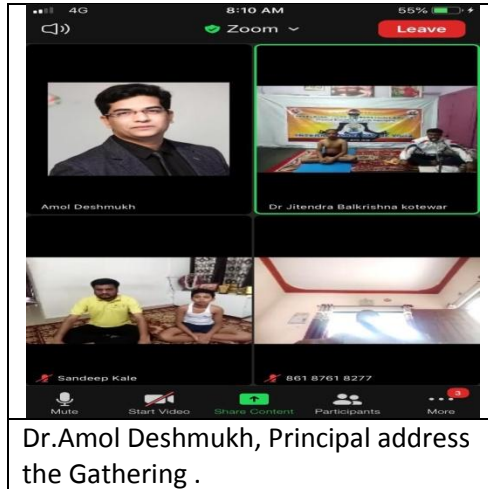 4G 8:10 AM 55%
Zoom
Leave
Amol Deshmukh
Dr Jitendra Balkrishna kotewar
Sandeep Kale
861 8761 8277
3
Mute Start Video Share Content Participants More
Dr.Amol Deshmukh, Principal address
the Gathering .